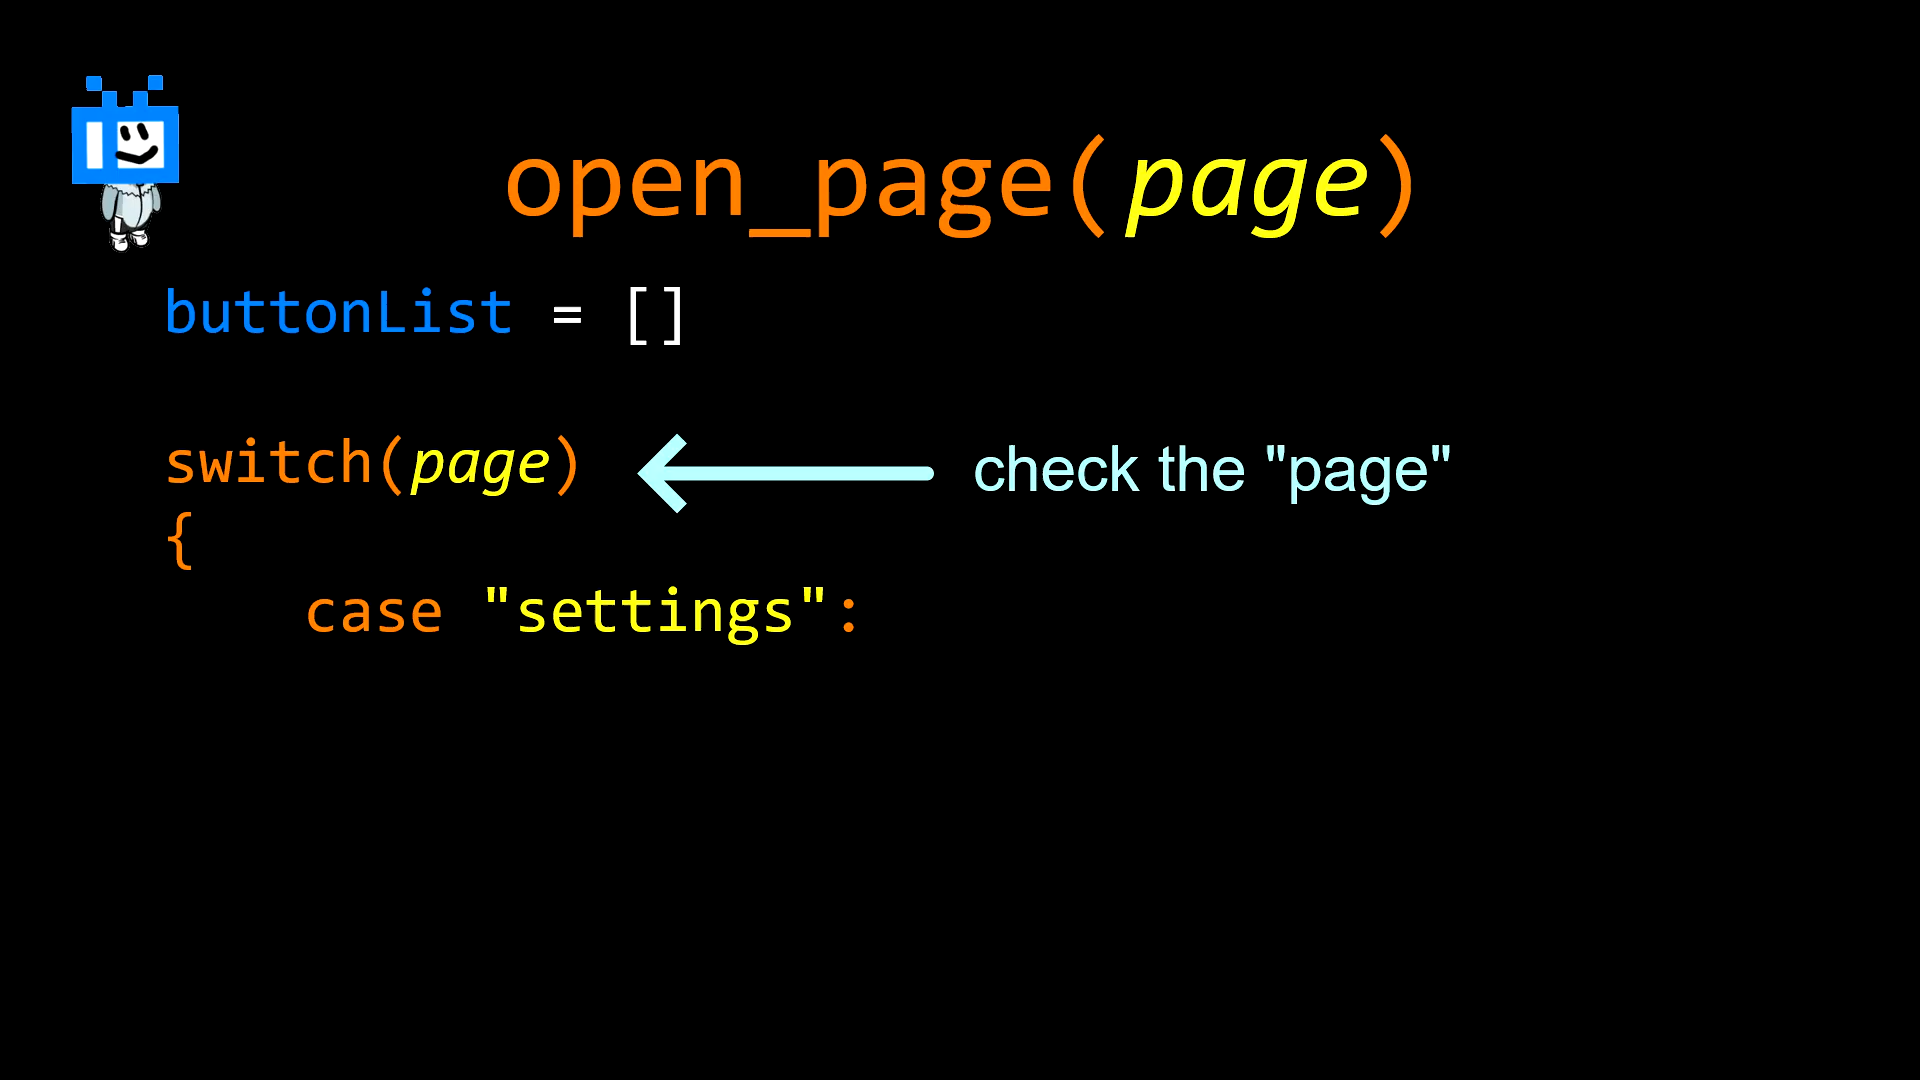 open_page(page)
buttonList = []
switch(page)
check the "page"
{
case "settings":